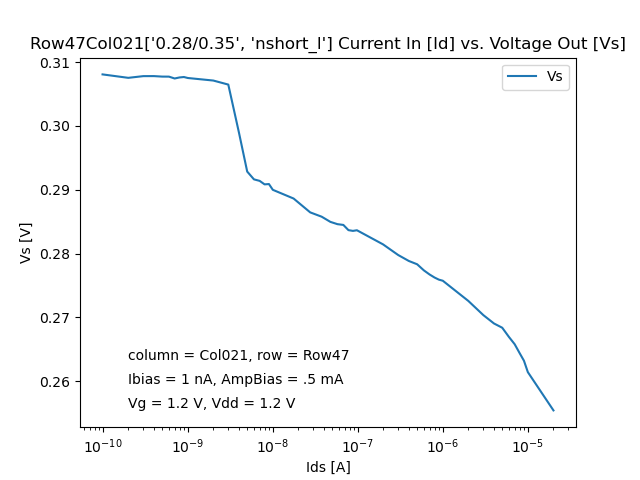 Row47Col021['0.28/0.35', 'nshort_l'] Current In [Id] vs. Voltage Out [Vs]
Vs
0.31
0.30
0.29
0.28
0.27
0.26
Vs [V]
column = Col021, row = Row47
Ibias = 1 nA, AmpBias = .5 mA
Vg = 1.2 V, Vdd = 1.2 V
10⁻¹⁰ 10⁻⁹ 10⁻⁸ 10⁻⁷ 10⁻⁶ 10⁻⁵
Ids [A]